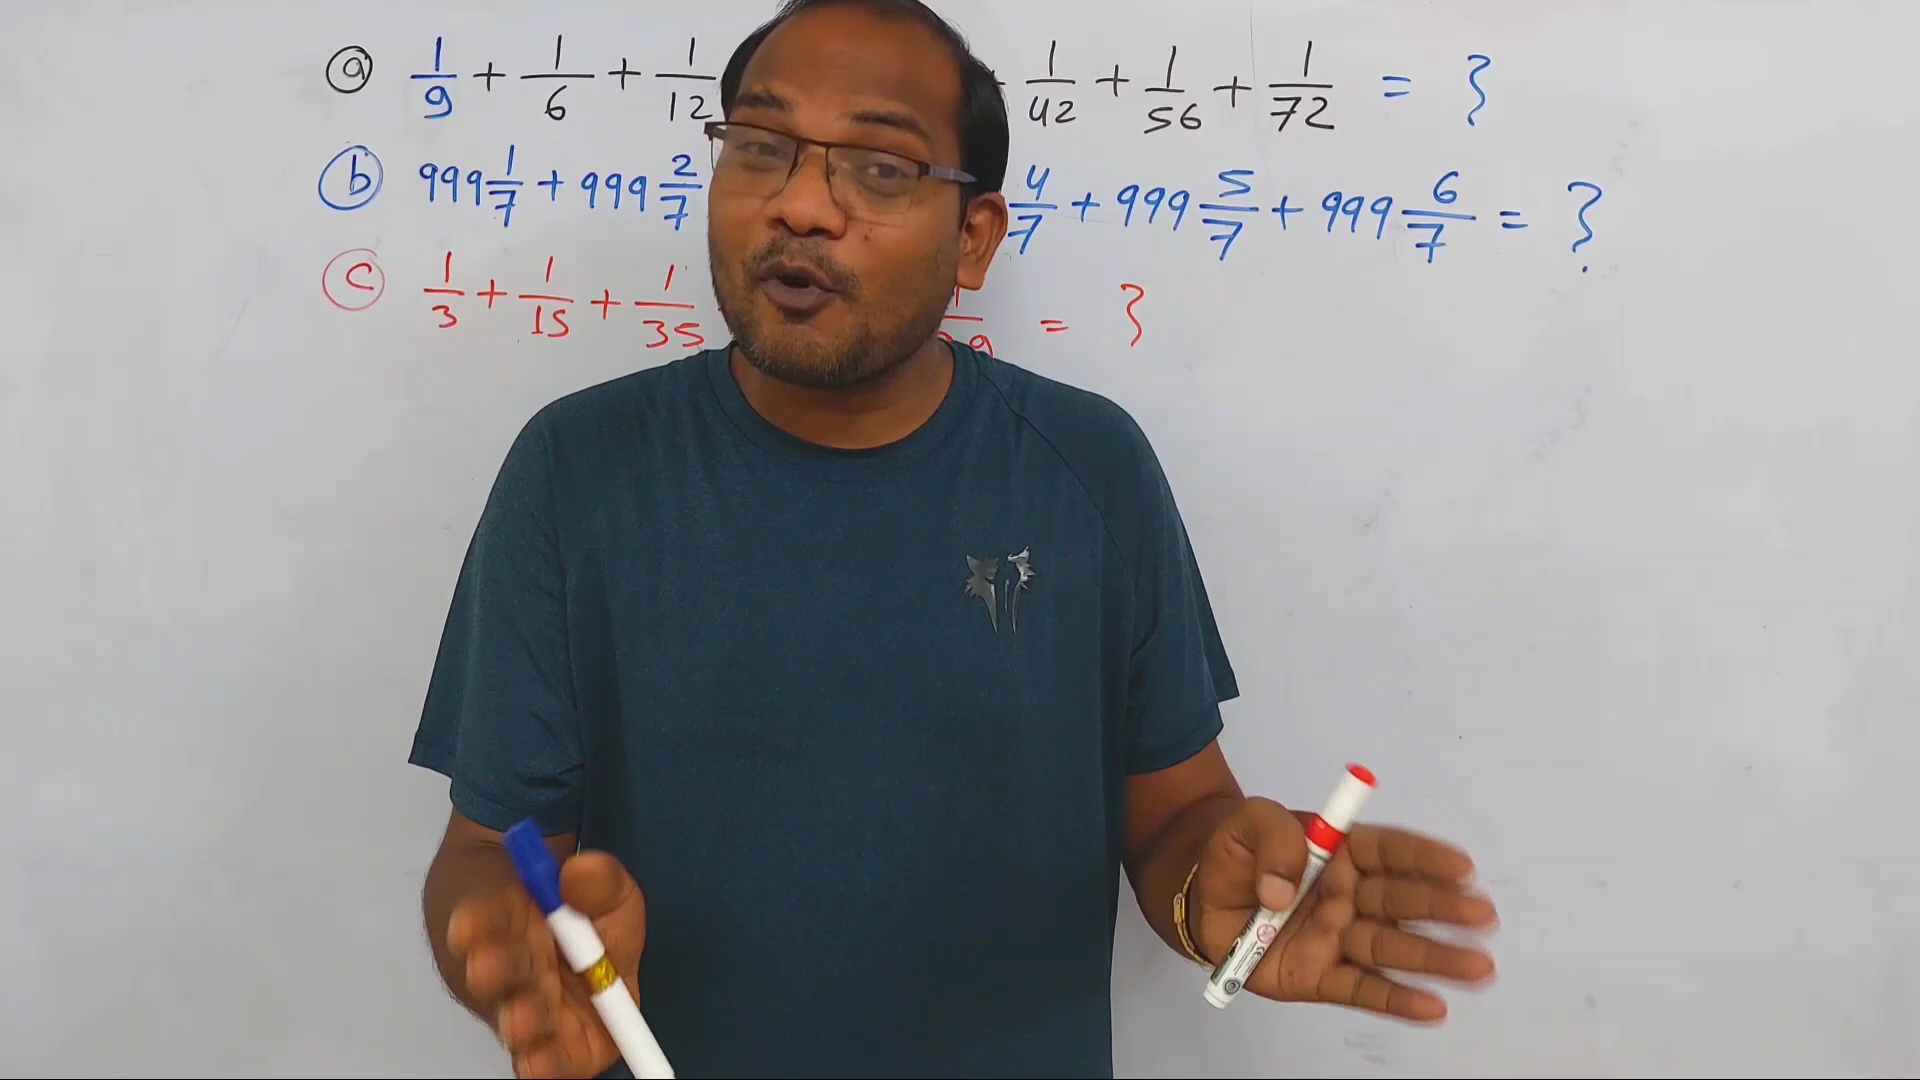 (a) 1/9 + 1/6 + 1/12 + 1/42 + 1/56 + 1/72 = ?
(b) 999 1/7 + 999 2/7 4/7 + 999 5/7 + 999 6/7 = ?
(c) 1/3 + 1/15 + 1/35 = ?